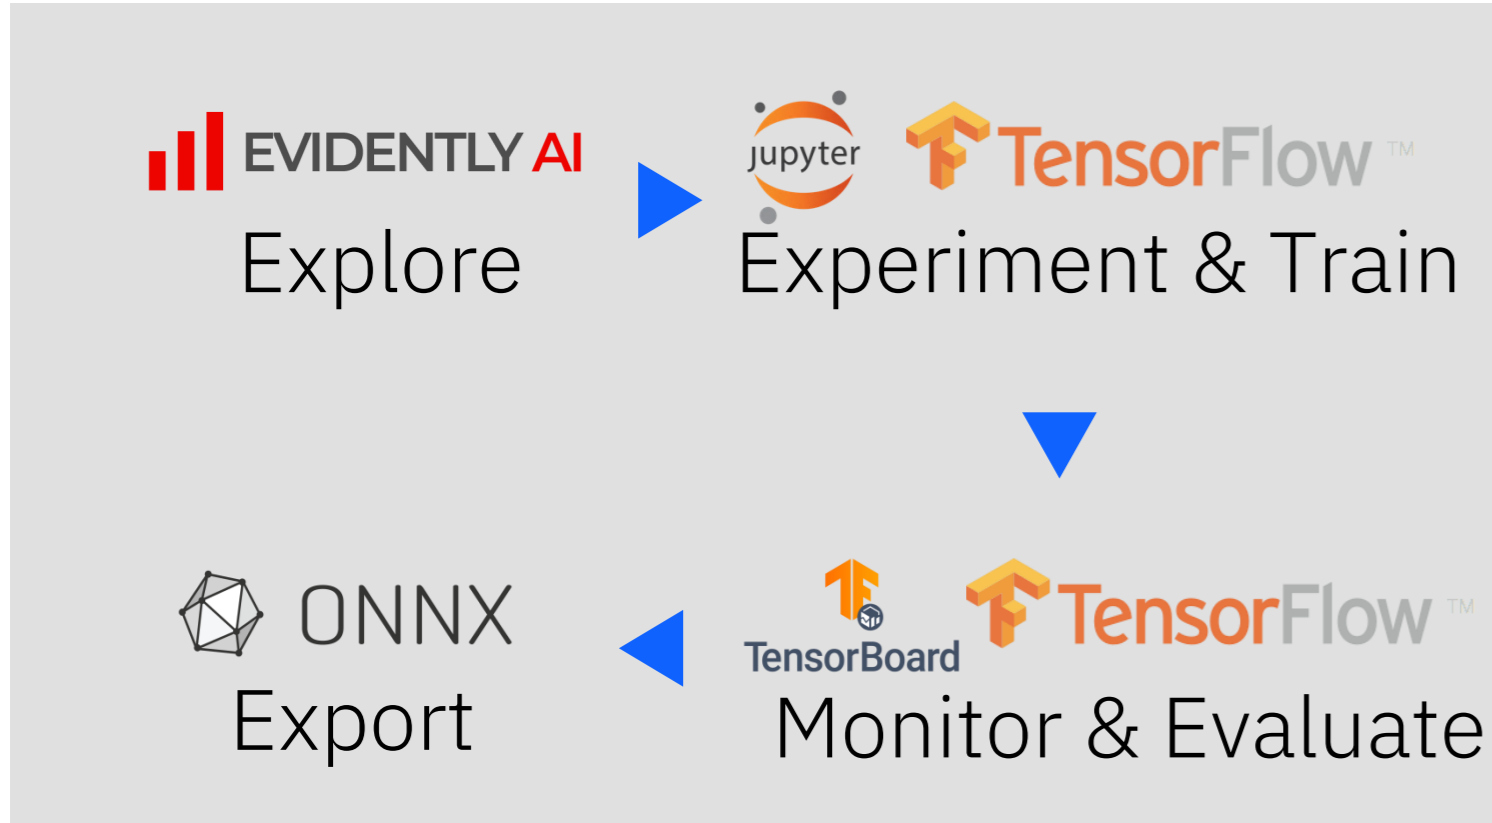 EVIDENTLY AI
Explore
jupyter
TensorFlow™
Experiment & Train
ONNX
Export
TensorBoard
TensorFlow™
Monitor & Evaluate